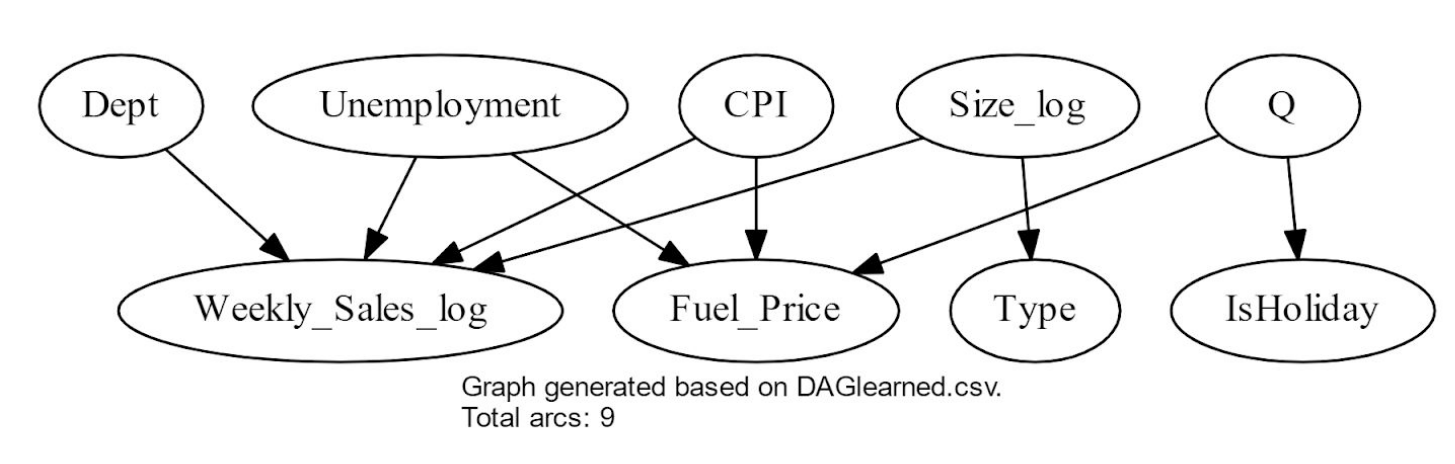 Dept
Unemployment
CPI
Size_log
Q
Weekly_Sales_log
Fuel_Price
Type
IsHoliday
Graph generated based on DAGlearned.csv.
Total arcs: 9